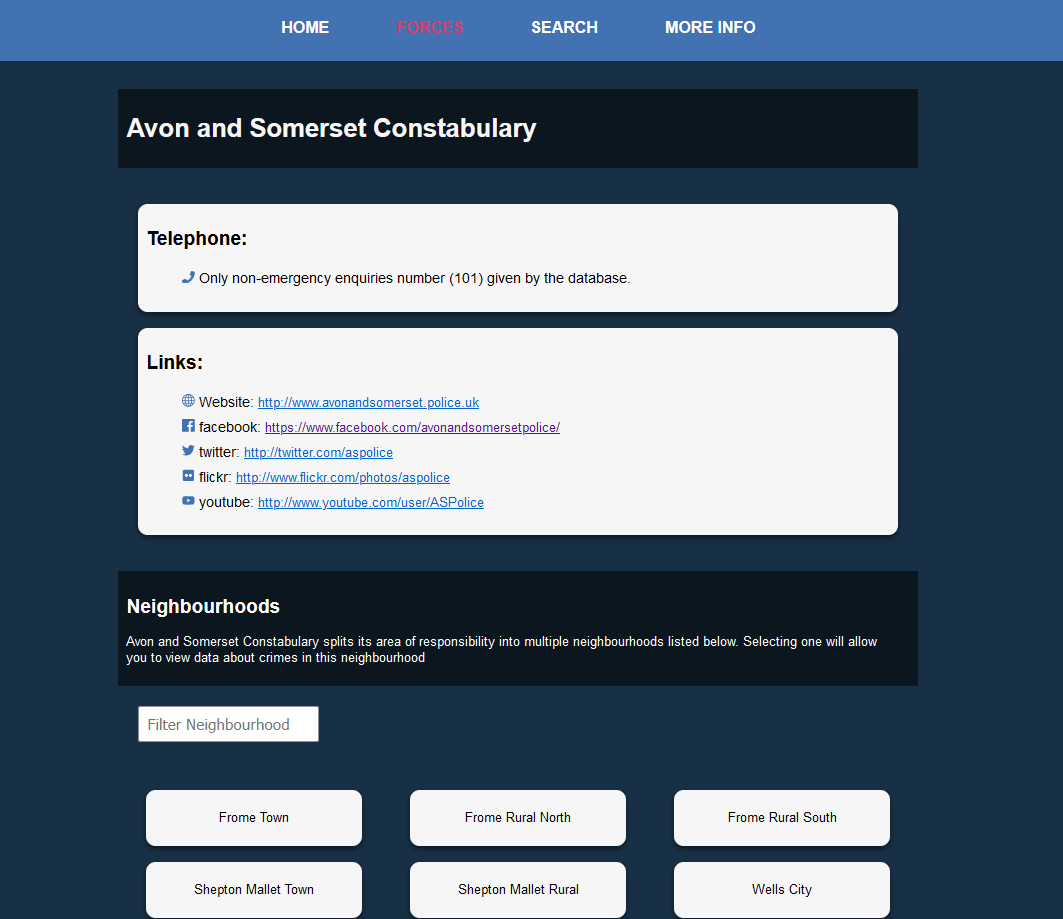 HOME FORCES SEARCH MORE INFO
Avon and Somerset Constabulary
Telephone:
Only non-emergency enquiries number (101) given by the database.
Links:
Website: http://www.avonandsomerset.police.uk
facebook: https://www.facebook.com/avonandsomersetpolice/
twitter: http://twitter.com/aspolice
flickr: http://www.flickr.com/photos/aspolice
youtube: http://www.youtube.com/user/ASPolice
Neighbourhoods
Avon and Somerset Constabulary splits its area of responsibility into multiple neighbourhoods listed below. Selecting one will allow
you to view data about crimes in this neighbourhood
Filter Neighbourhood
Frome Town Frome Rural North Frome Rural South
Shepton Mallet Town Shepton Mallet Rural Wells City